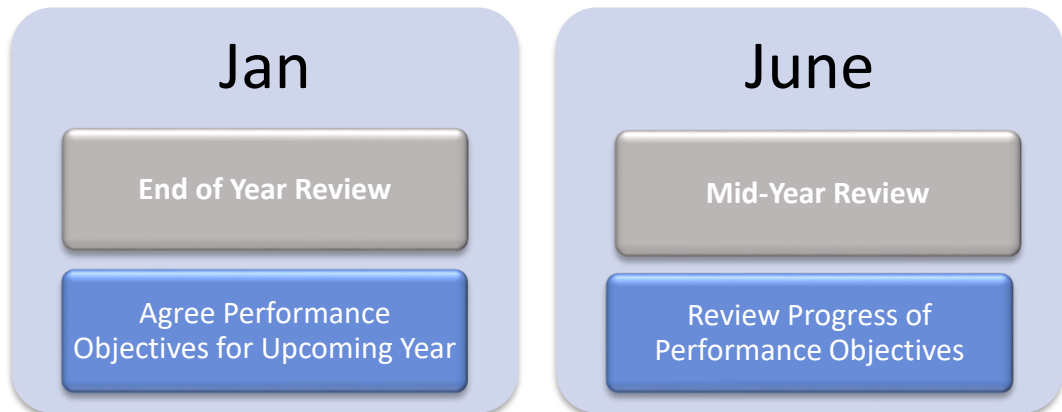 Jan
End of Year Review
Agree Performance
Objectives for Upcoming Year
June
Mid-Year Review
Review Progress of
Performance Objectives